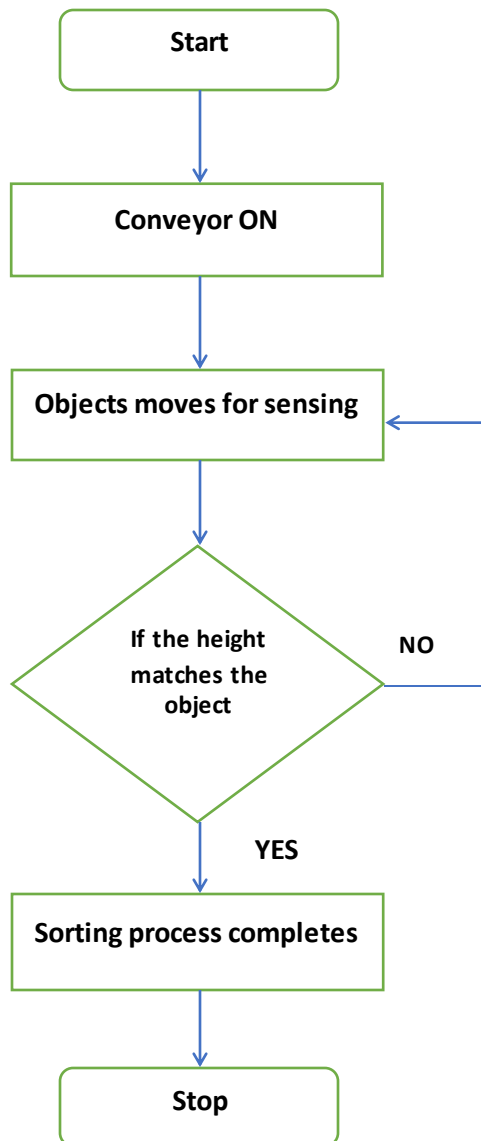 Start
Conveyor ON
Objects moves for sensing
If the height
matches the
object
NO
YES
Sorting process completes
Stop